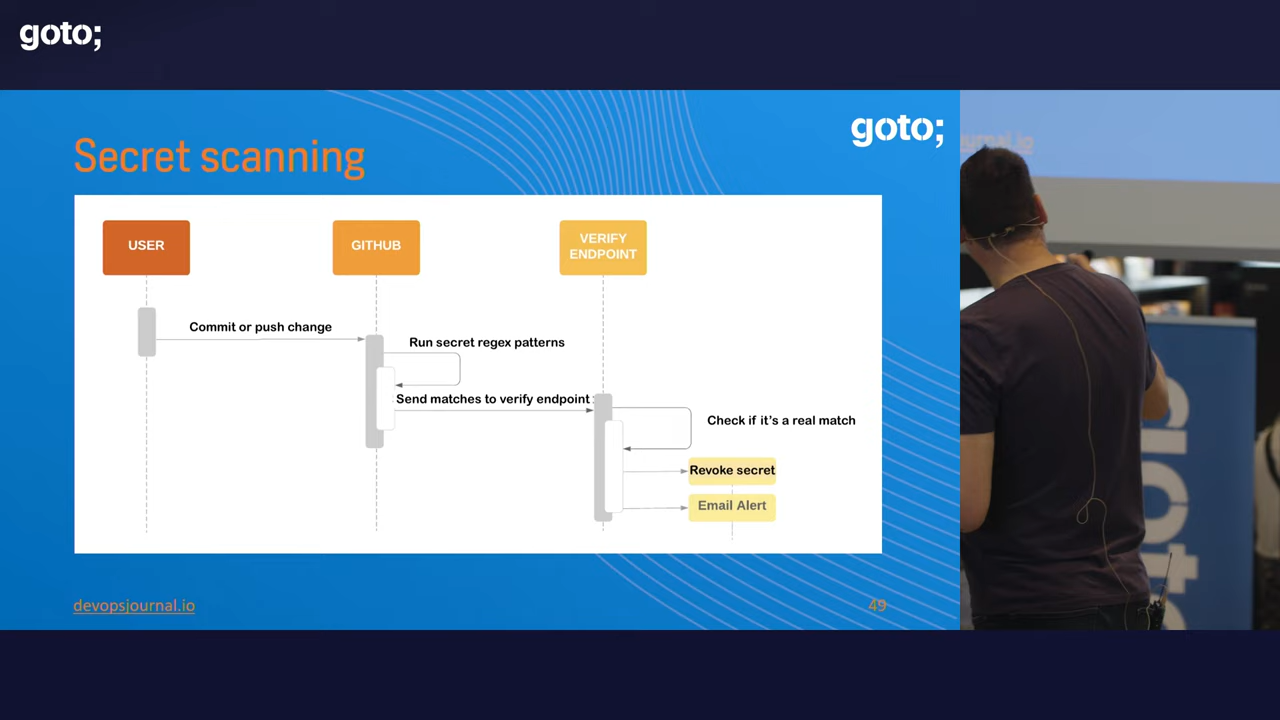 goto;
goto;
Secret scanning
USER
GITHUB
VERIFY
ENDPOINT
Commit or push change
Run secret regex patterns
Send matches to verify endpoint
Check if it's a real match
Revoke secret
Email Alert
devopsjournal.io
49
goto